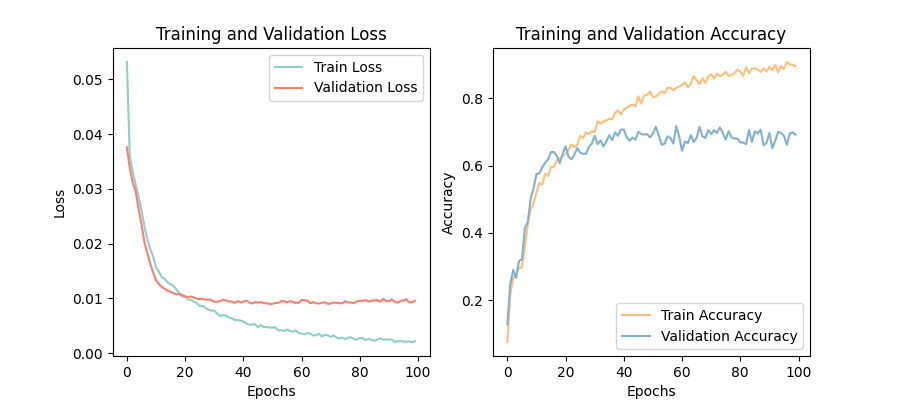 Training and Validation Loss
Train Loss
Validation Loss
0.05
0.04
0.03
0.02
0.01
0.00
Loss
0 20 40 60 80 100
Epochs
Training and Validation Accuracy
0.8
0.6
0.4
0.2
Accuracy
Train Accuracy
Validation Accuracy
0 20 40 60 80 100
Epochs